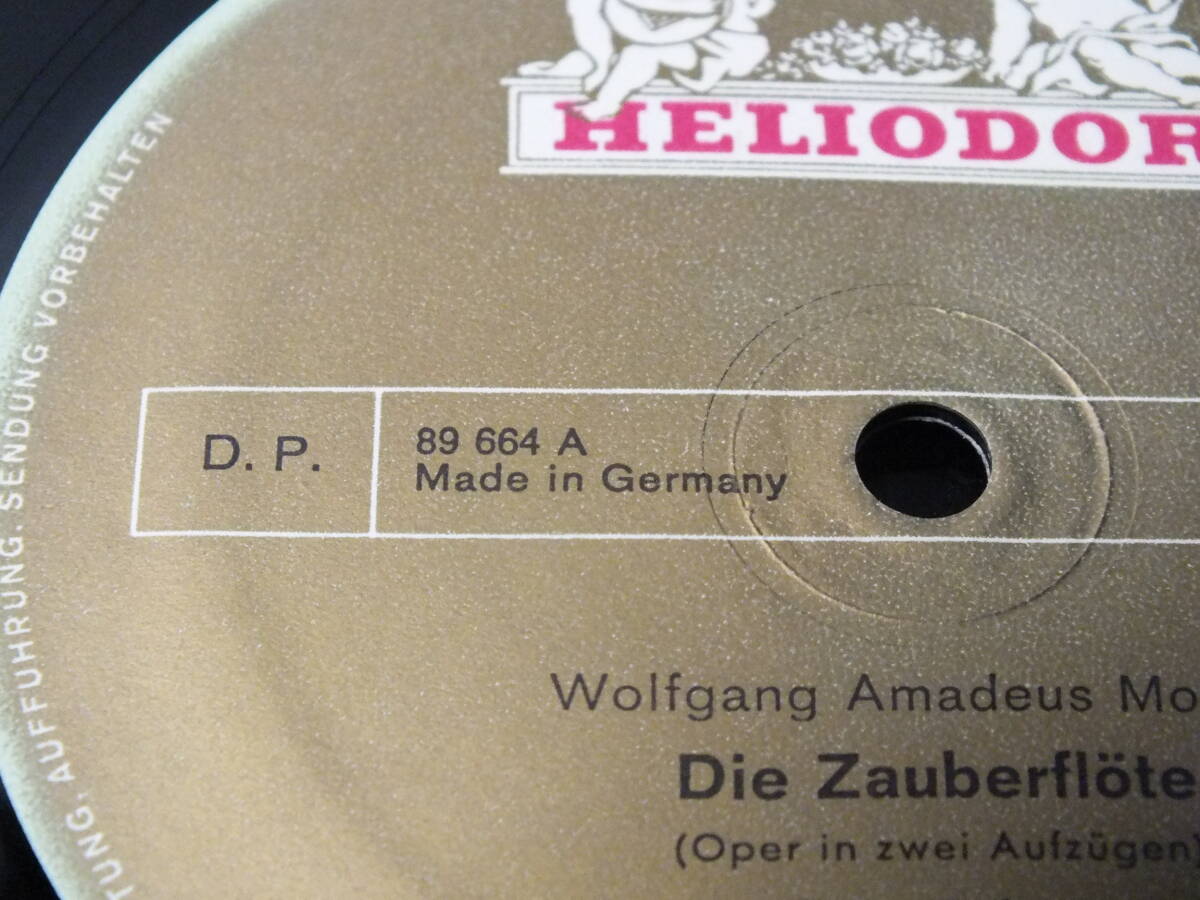 HELIODOR
D. P.
89 664 A
Made in Germany
Wolfgang Amadeus Mo
Die Zauberflöte
(Oper in zwei Aufzügen)
TUNG, AUFFÜHRUNG. SENDUNG VORBEHALTEN